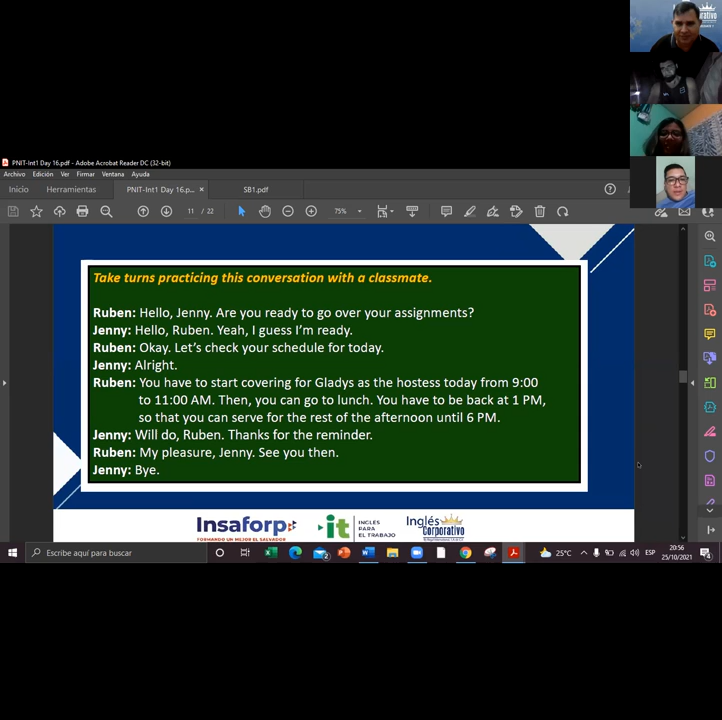 PNIT-Int1 Day 16.pdf - Adobe Acrobat Reader DC (32-bit)
Archivo Edición Ver Firmar Ventana Ayuda
Inicio Herramientas PNIT-Int1 Day 16.p... × SB1.pdf
11 / 22 75%
Take turns practicing this conversation with a classmate.
Ruben: Hello, Jenny. Are you ready to go over your assignments?
Jenny: Hello, Ruben. Yeah, I guess I'm ready.
Ruben: Okay. Let's check your schedule for today.
Jenny: Alright.
Ruben: You have to start covering for Gladys as the hostess today from 9:00
to 11:00 AM. Then, you can go to lunch. You have to be back at 1 PM,
so that you can serve for the rest of the afternoon until 6 PM.
Jenny: Will do, Ruben. Thanks for the reminder.
Ruben: My pleasure, Jenny. See you then.
Jenny: Bye.
Insaforp
FORMANDO UN MEJOR EL SALVADOR
it
INGLÉS
PARA
EL TRABAJO
Inglés
Corporativo
Escribe aquí para buscar
25°C
ESP
20:56
25/10/2021